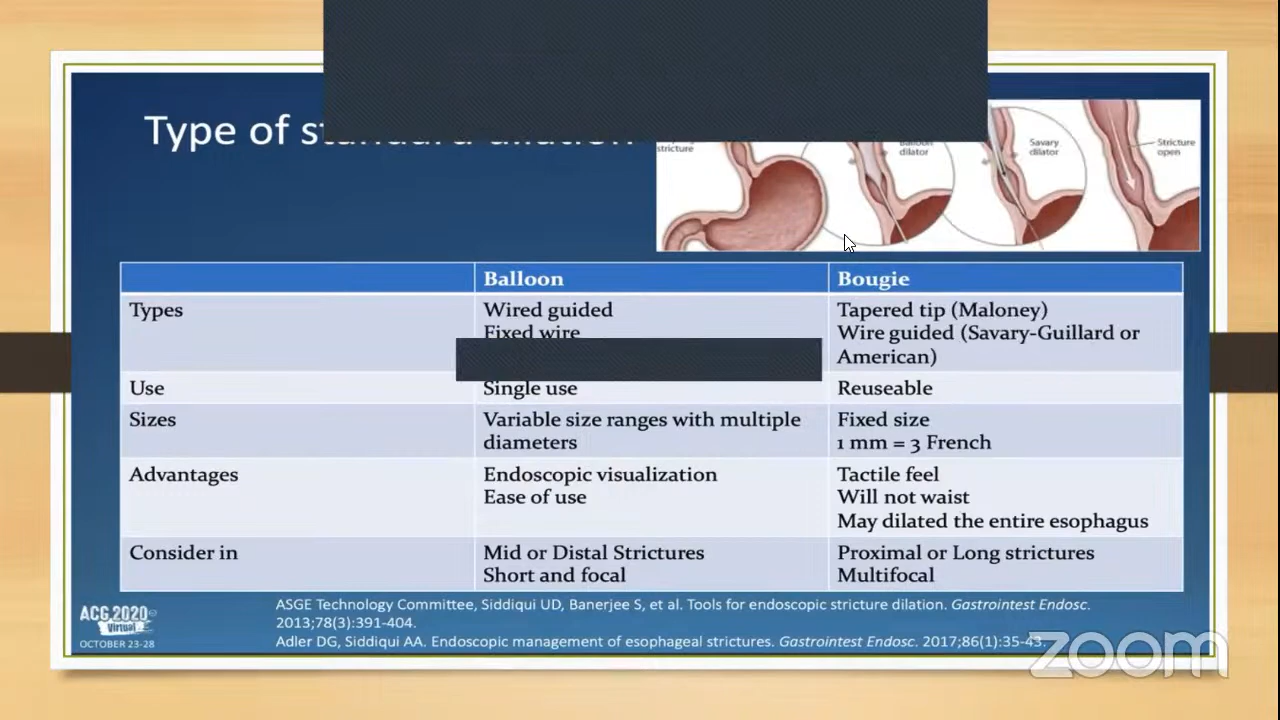 Type of standard dilation
stricture
Balloon
dilator
Savary
dilator
Stricture
open
Balloon Bougie
Types Wired guided Tapered tip (Maloney)
Fixed wire Wire guided (Savary-Guillard or
American)
Use Single use Reuseable
Sizes Variable size ranges with multiple Fixed size
diameters 1 mm = 3 French
Advantages Endoscopic visualization Tactile feel
Ease of use Will not waist
May dilated the entire esophagus
Consider in Mid or Distal Strictures Proximal or Long strictures
Short and focal Multifocal
ASGE Technology Committee, Siddiqui UD, Banerjee S, et al. Tools for endoscopic stricture dilation. Gastrointest Endosc.
2013;78(3):391-404.
Adler DG, Siddiqui AA. Endoscopic management of esophageal strictures. Gastrointest Endosc. 2017;86(1):35-43.
ACG 2020
Virtual
OCTOBER 23-28
zoom